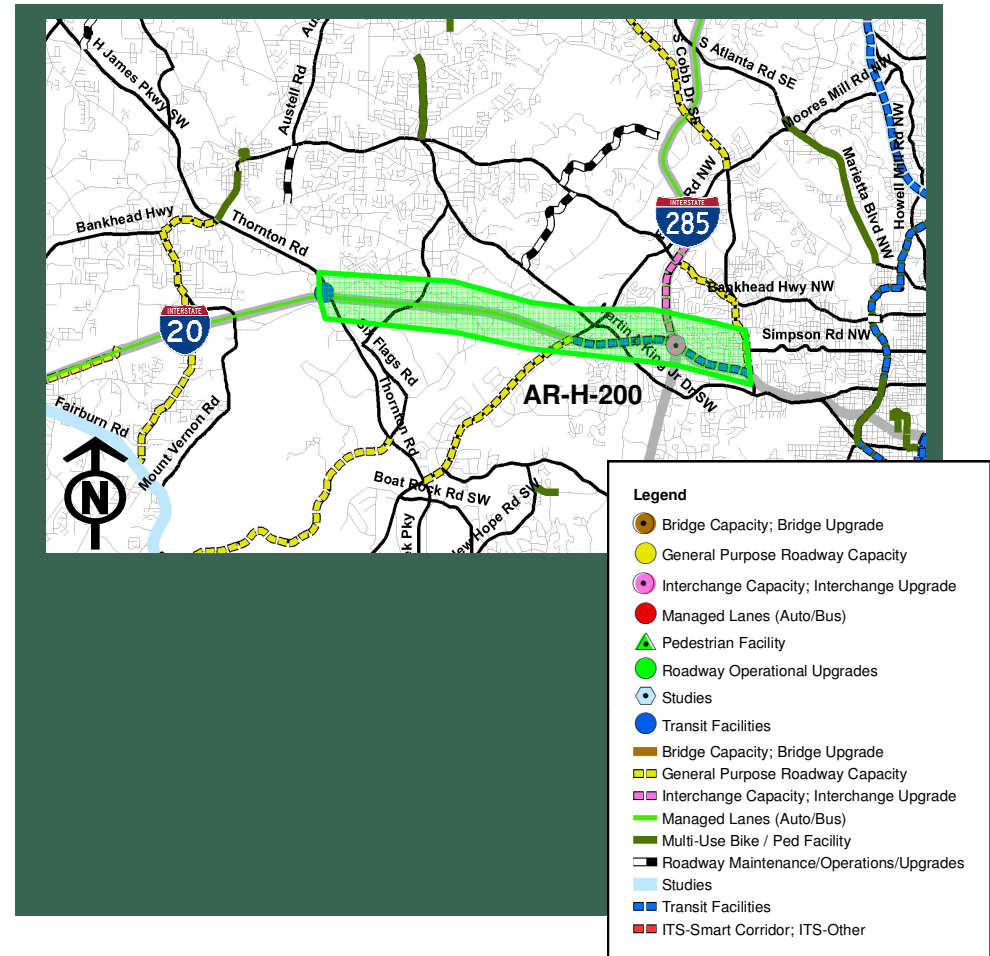 H James Pkwy SW
Austell Rd
S Cobb Dr SE
S Atlanta Rd SE
Moores Mill Rd NW
Howell Mill Rd NW
Marietta Blvd NW
Rd NW
Bankhead Hwy
Thornton Rd
INTERSTATE
285
Bankhead Hwy NW
INTERSTATE
20
Simpson Rd NW
Six Flags Rd
Jr Dr SW
AR-H-200
Thornton Rd
Fairburn Rd
Mount Vernon Rd
Boat Rock Rd SW
New Hope Rd SW
Pky
N
Legend
Bridge Capacity; Bridge Upgrade
General Purpose Roadway Capacity
Interchange Capacity; Interchange Upgrade
Managed Lanes (Auto/Bus)
Pedestrian Facility
Roadway Operational Upgrades
Studies
Transit Facilities
Bridge Capacity; Bridge Upgrade
General Purpose Roadway Capacity
Interchange Capacity; Interchange Upgrade
Managed Lanes (Auto/Bus)
Multi-Use Bike / Ped Facility
Roadway Maintenance/Operations/Upgrades
Studies
Transit Facilities
ITS-Smart Corridor; ITS-Other